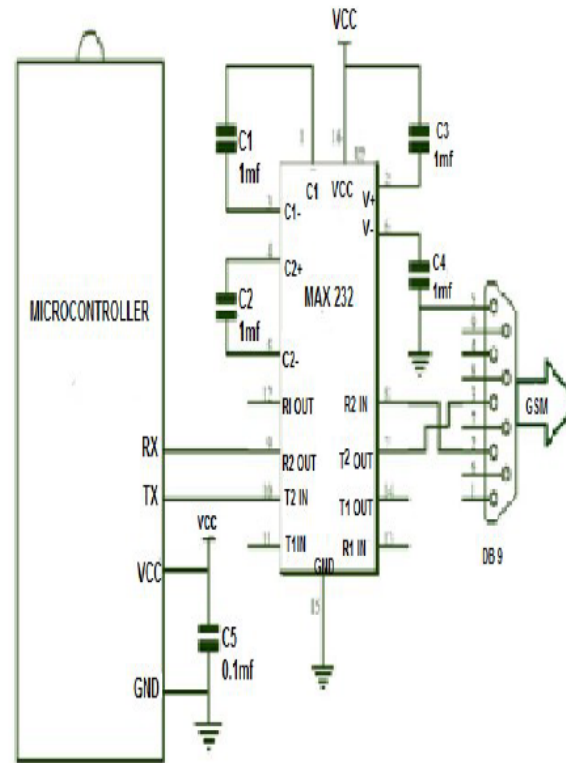 VCC
C1
1mf
C3
1mf
C1
VCC
V+
C1-
V-
C2+
C4
1mf
MAX 232
C2
1mf
MICROCONTROLLER
C2-
GSM
RI OUT
R2 IN
RX
R2 OUT
T2 OUT
TX
T2 IN
T1 OUT
T1IN
R1 IN
VCC
GND
DB 9
VCC
15
C5
0.1mf
GND